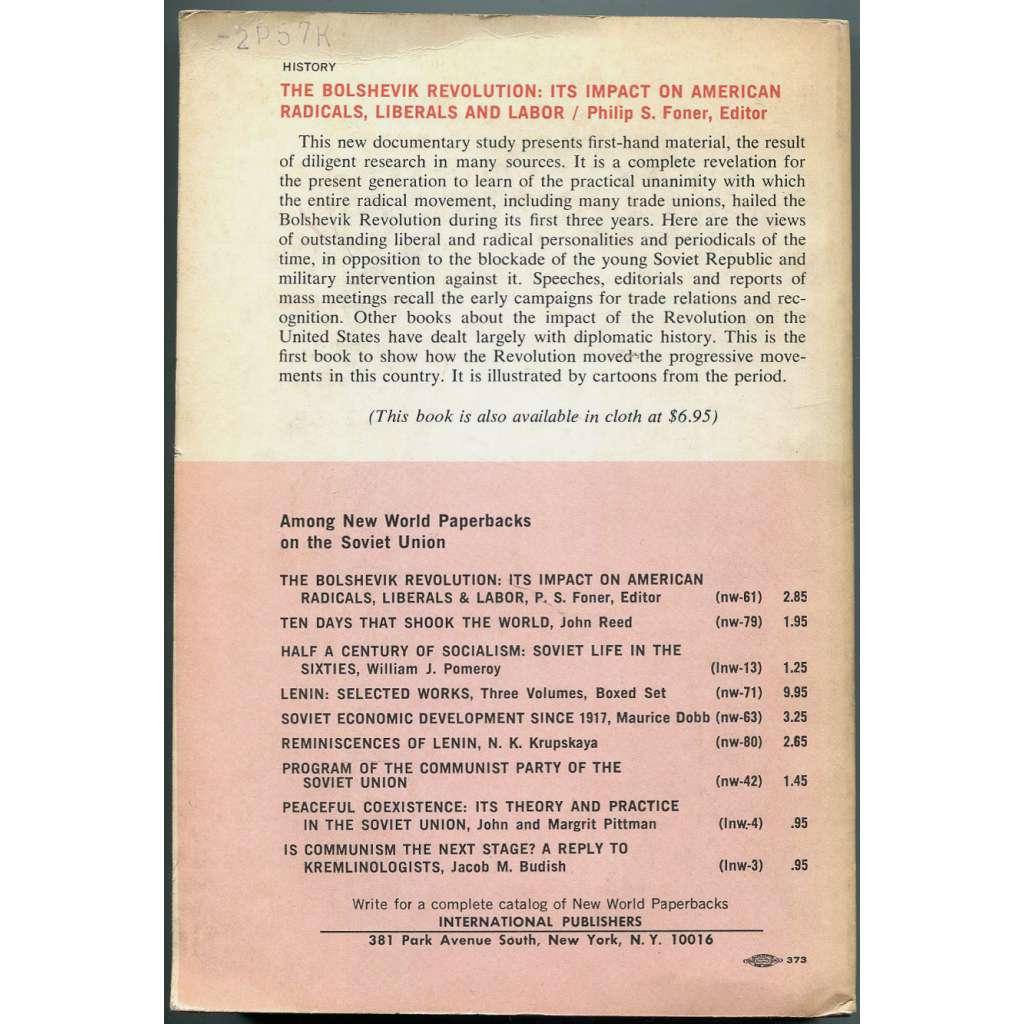 -2P57K
HISTORY
THE BOLSHEVIK REVOLUTION: ITS IMPACT ON AMERICAN
RADICALS, LIBERALS AND LABOR / Philip S. Foner, Editor
This new documentary study presents first-hand material, the result
of diligent research in many sources. It is a complete revelation for
the present generation to learn of the practical unanimity with which
the entire radical movement, including many trade unions, hailed the
Bolshevik Revolution during its first three years. Here are the views
of outstanding liberal and radical personalities and periodicals of the
time, in opposition to the blockade of the young Soviet Republic and
military intervention against it. Speeches, editorials and reports of
mass meetings recall the early campaigns for trade relations and rec-
ognition. Other books about the impact of the Revolution on the
United States have dealt largely with diplomatic history. This is the
first book to show how the Revolution moved the progressive move-
ments in this country. It is illustrated by cartoons from the period.
(This book is also available in cloth at $6.95)
Among New World Paperbacks
on the Soviet Union
THE BOLSHEVIK REVOLUTION: ITS IMPACT ON AMERICAN
RADICALS, LIBERALS & LABOR, P. S. Foner, Editor (nw-61) 2.85
TEN DAYS THAT SHOOK THE WORLD, John Reed (nw-79) 1.95
HALF A CENTURY OF SOCIALISM: SOVIET LIFE IN THE
SIXTIES, William J. Pomeroy (lnw-13) 1.25
LENIN: SELECTED WORKS, Three Volumes, Boxed Set (nw-71) 9.95
SOVIET ECONOMIC DEVELOPMENT SINCE 1917, Maurice Dobb (nw-63) 3.25
REMINISCENCES OF LENIN, N. K. Krupskaya (nw-80) 2.65
PROGRAM OF THE COMMUNIST PARTY OF THE
SOVIET UNION (nw-42) 1.45
PEACEFUL COEXISTENCE: ITS THEORY AND PRACTICE
IN THE SOVIET UNION, John and Margrit Pittman (lnw-4) .95
IS COMMUNISM THE NEXT STAGE? A REPLY TO
KREMLINOLOGISTS, Jacob M. Budish (lnw-3) .95
Write for a complete catalog of New World Paperbacks
INTERNATIONAL PUBLISHERS
381 Park Avenue South, New York, N. Y. 10016
373